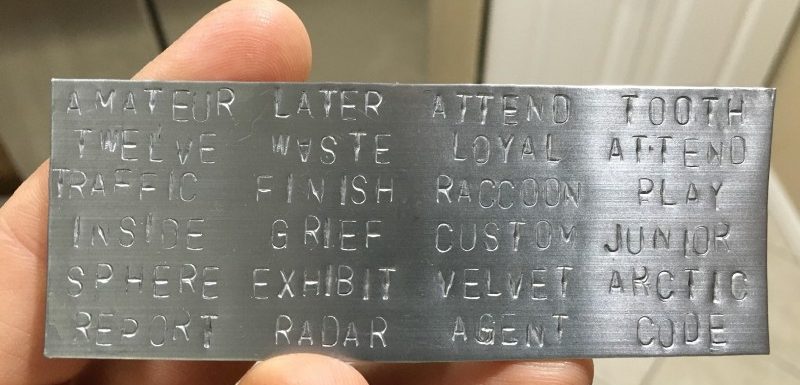 AMATEUR LATER ATTEND TOOTH
TWELVE WASTE LOYAL ATTEND
TRAFFIC FINISH RACCOON PLAY
INSIDE GRIEF CUSTOM JUNIOR
SPHERE EXHIBIT VELVET ARCTIC
REPORT RADAR AGENT CODE